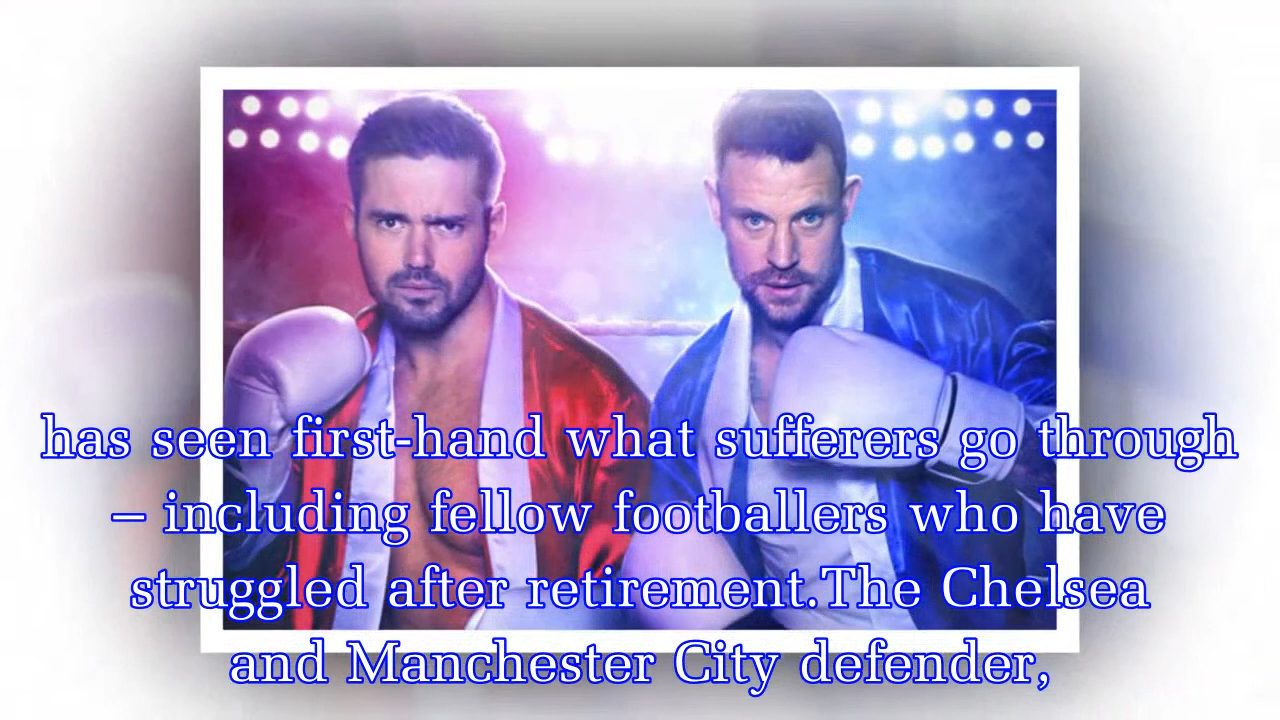 has seen first-hand what sufferers go through
– including fellow footballers who have
struggled after retirement.The Chelsea
and Manchester City defender,